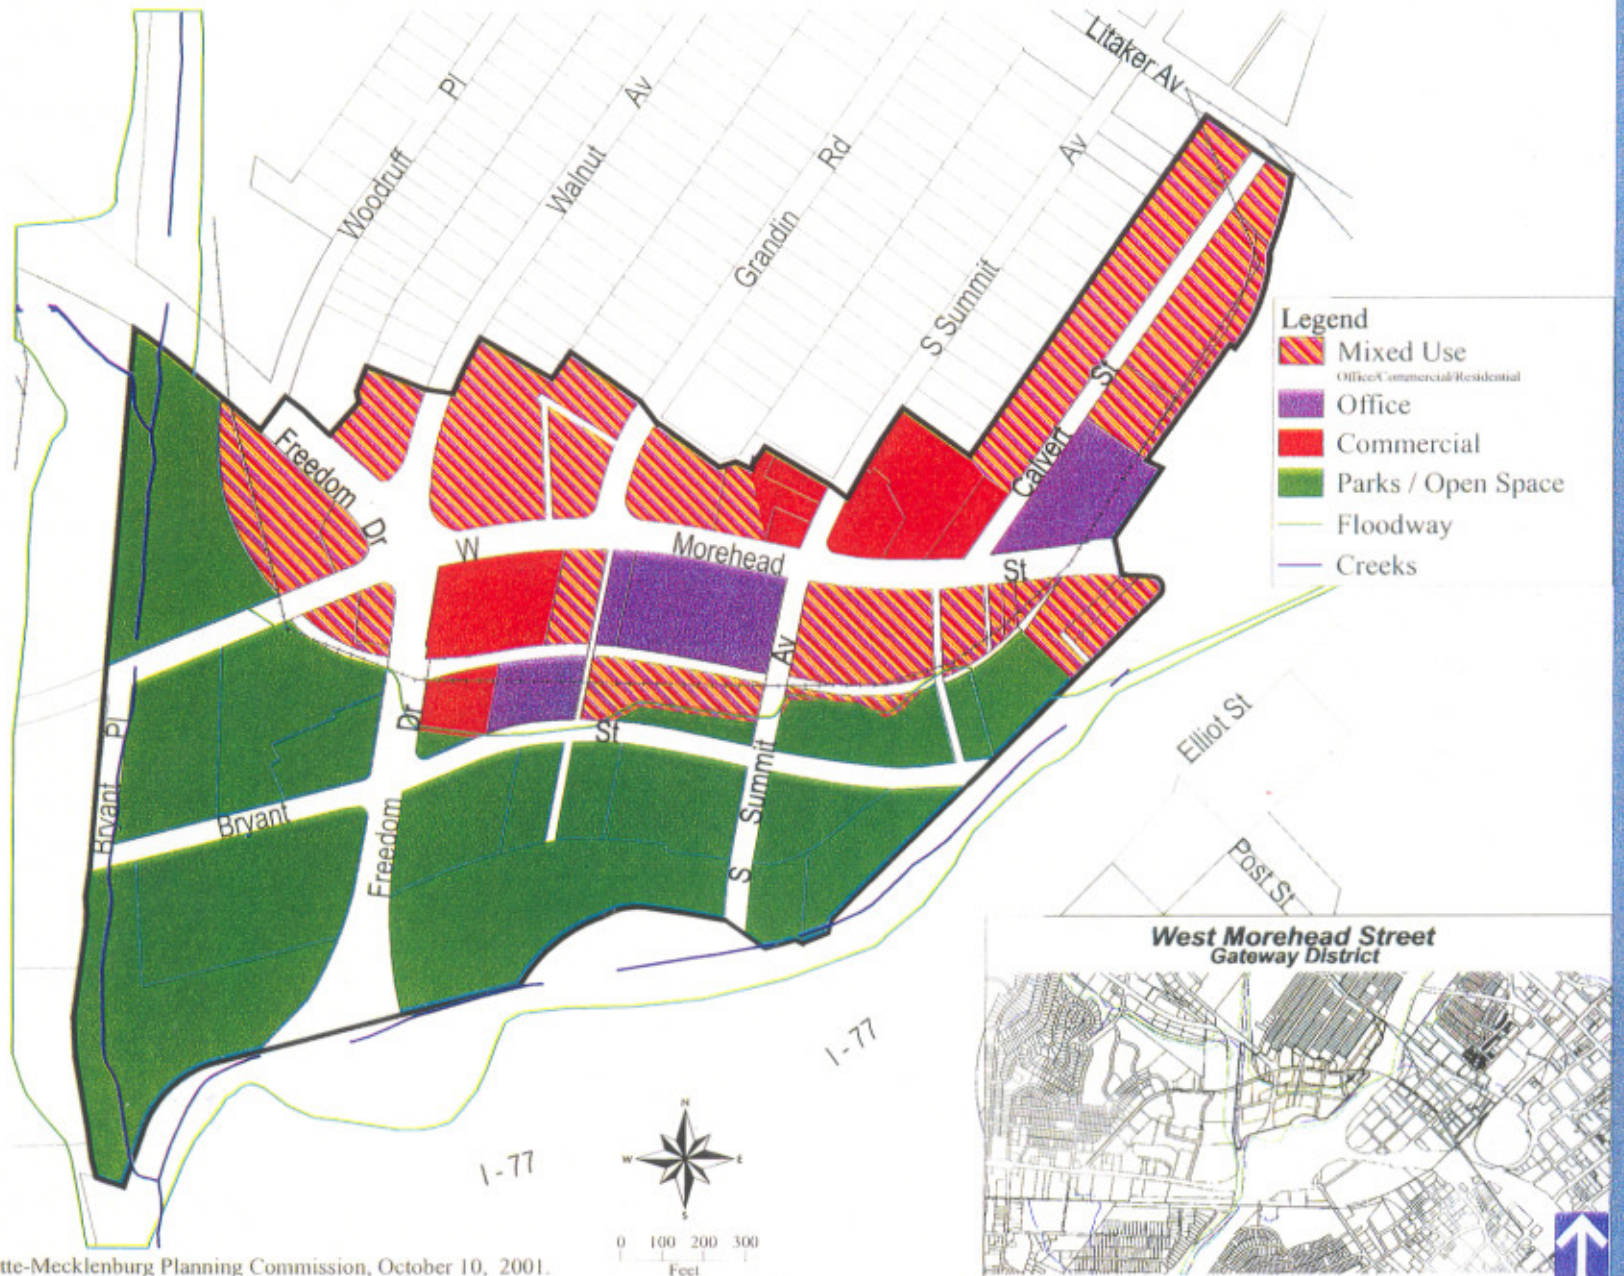 Litaker Av
Woodruff Pl
Walnut Av
Grandin Rd
S Summit Av
Calvert St
Freedom Dr
W Morehead St
Legend
Mixed Use
Office/Commercial/Residential
Office
Commercial
Parks / Open Space
Floodway
Creeks
Bryant Pl
Bryant St
Freedom Dr
S Summit Av
Elliot St
Post St
I-77
I-77
N
W E
S
0 100 200 300
Feet
West Morehead Street
Gateway District
tte-Mecklenburg Planning Commission, October 10, 2001.